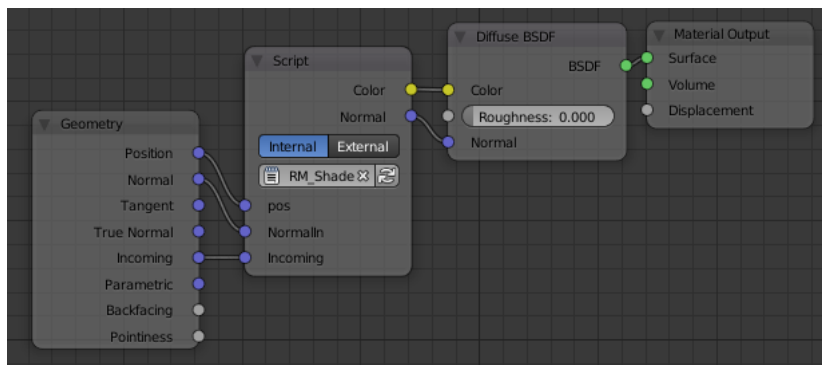 Geometry
Position
Normal
Tangent
True Normal
Incoming
Parametric
Backfacing
Pointiness
Script
Color
Normal
Internal External
RM_Shade
pos
NormalIn
Incoming
Diffuse BSDF
BSDF
Color
Roughness: 0.000
Normal
Material Output
Surface
Volume
Displacement